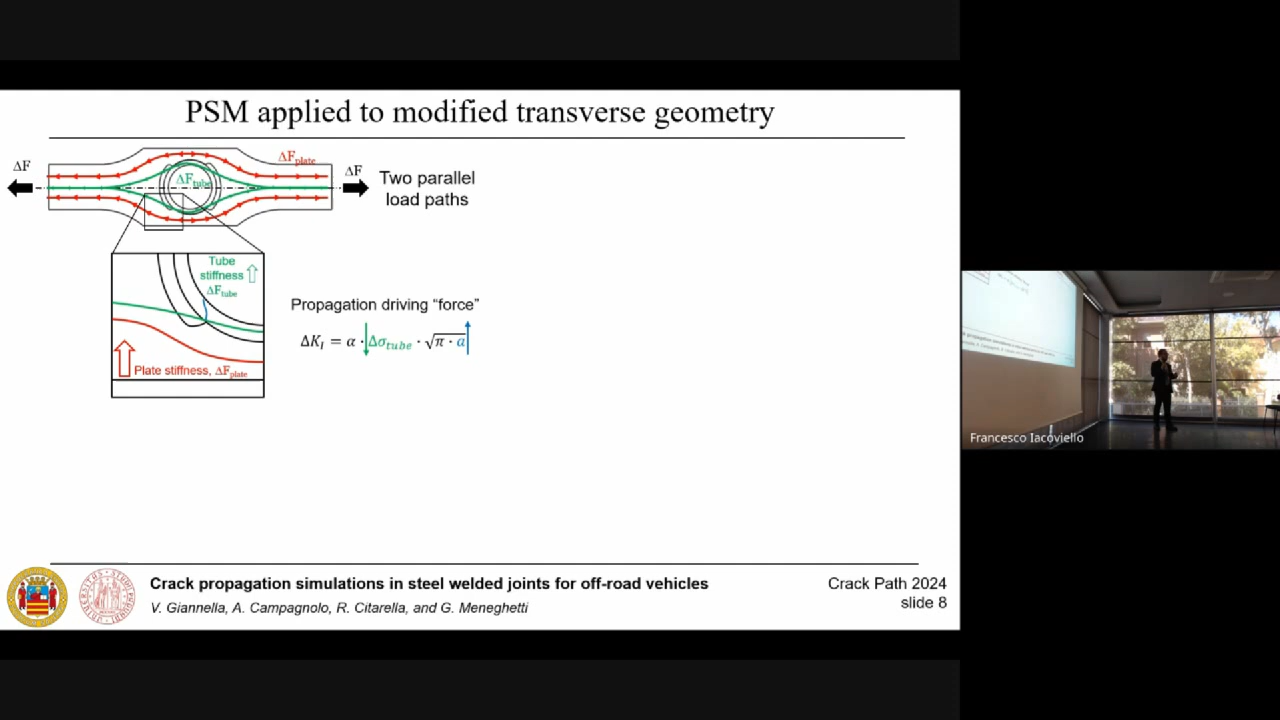 PSM applied to modified transverse geometry
ΔF
ΔF_plate
ΔF_tube
ΔF
Two parallel
load paths
Tube
stiffness
ΔF_tube
Plate stiffness, ΔF_plate
Propagation driving “force”
ΔK_I = α · Δσ_tube · √π · a
Crack propagation simulations in steel welded joints for off-road vehicles
V. Giannella, A. Campagnolo, R. Citarella, and G. Meneghetti
Crack Path 2024
slide 8
Francesco Iacoviello